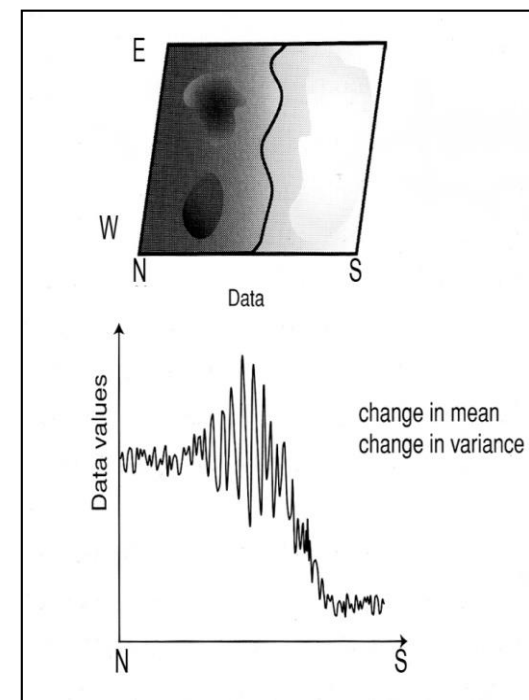 E
W
N S
Data
Data values
change in mean
change in variance
N S